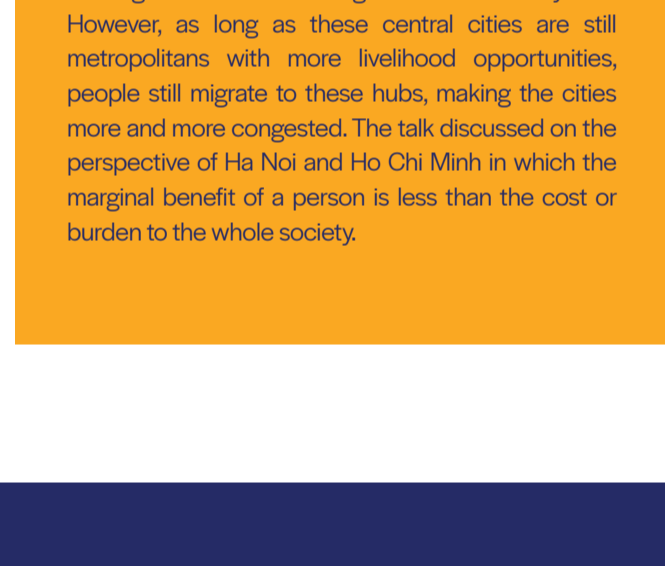 However, as long as these central cities are still
metropolitans with more livelihood opportunities,
people still migrate to these hubs, making the cities
more and more congested. The talk discussed on the
perspective of Ha Noi and Ho Chi Minh in which the
marginal benefit of a person is less than the cost or
burden to the whole society.